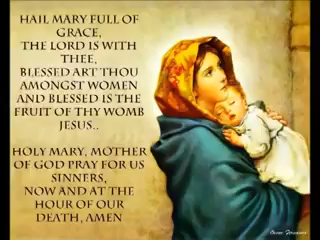 HAIL MARY FULL OF
GRACE,
THE LORD IS WITH
THEE,
BLESSED ART THOU
AMONGST WOMEN
AND BLESSED IS THE
FRUIT OF THY WOMB
JESUS..
HOLY MARY, MOTHER
OF GOD PRAY FOR US
SINNERS,
NOW AND AT THE
HOUR OF OUR
DEATH, AMEN